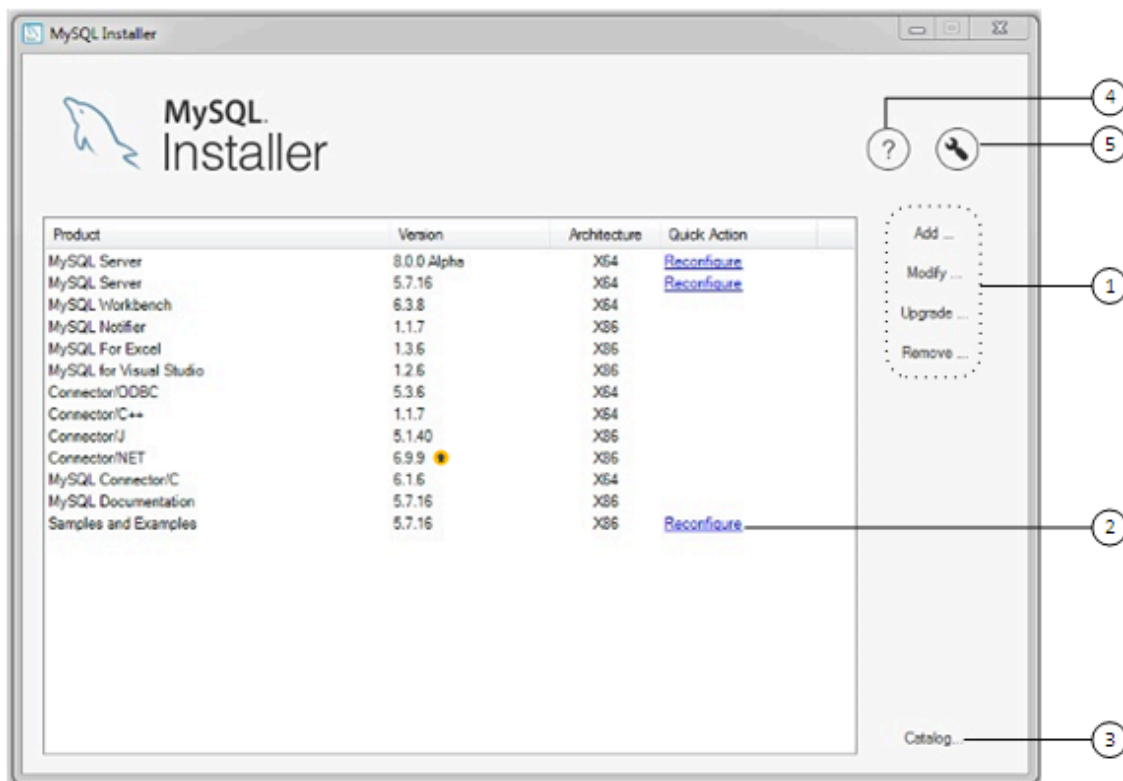 MySQL Installer
MySQL.
Installer
4
?
5
Product Version Architecture Quick Action
MySQL Server 8.0.0 Alpha X64 Reconfigure
MySQL Server 5.7.16 X64 Reconfigure
MySQL Workbench 6.3.8 X64
MySQL Notifier 1.1.7 X86
MySQL For Excel 1.3.6 X86
MySQL for Visual Studio 1.2.6 X86
Connector/ODBC 5.3.6 X64
Connector/C++ 1.1.7 X64
Connector/J 5.1.40 X86
Connector/NET 6.9.9 X86
MySQL Connector/C 6.1.6 X64
MySQL Documentation 5.7.16 X86
Samples and Examples 5.7.16 X86 Reconfigure
Add ...
Modify ...
Upgrade ...
Remove ...
1
2
Catalog...
3